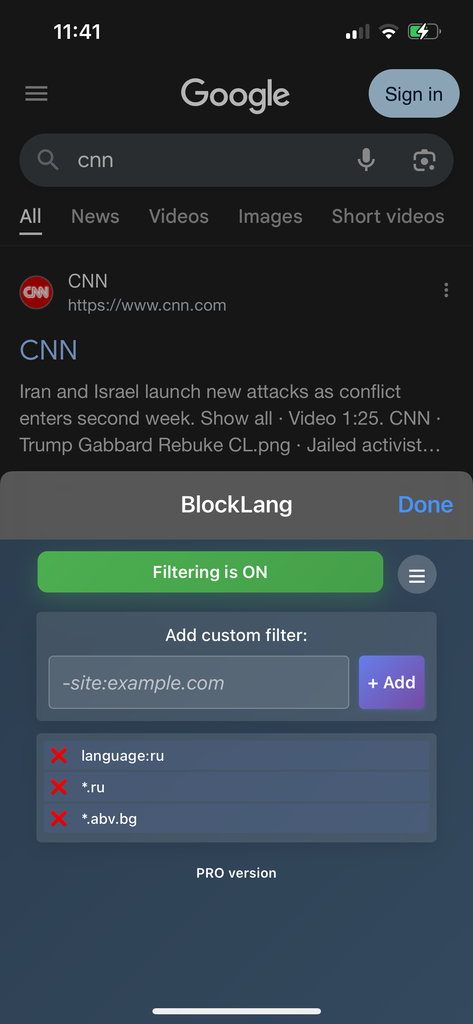 11:41
Google
Sign in
cnn
All News Videos Images Short videos
CNN
CNN
https://www.cnn.com
CNN
Iran and Israel launch new attacks as conflict
enters second week. Show all · Video 1:25. CNN ·
Trump Gabbard Rebuke CL.png · Jailed activist...
BlockLang
Done
Filtering is ON
Add custom filter:
-site:example.com
+ Add
language:ru
*.ru
*.abv.bg
PRO version